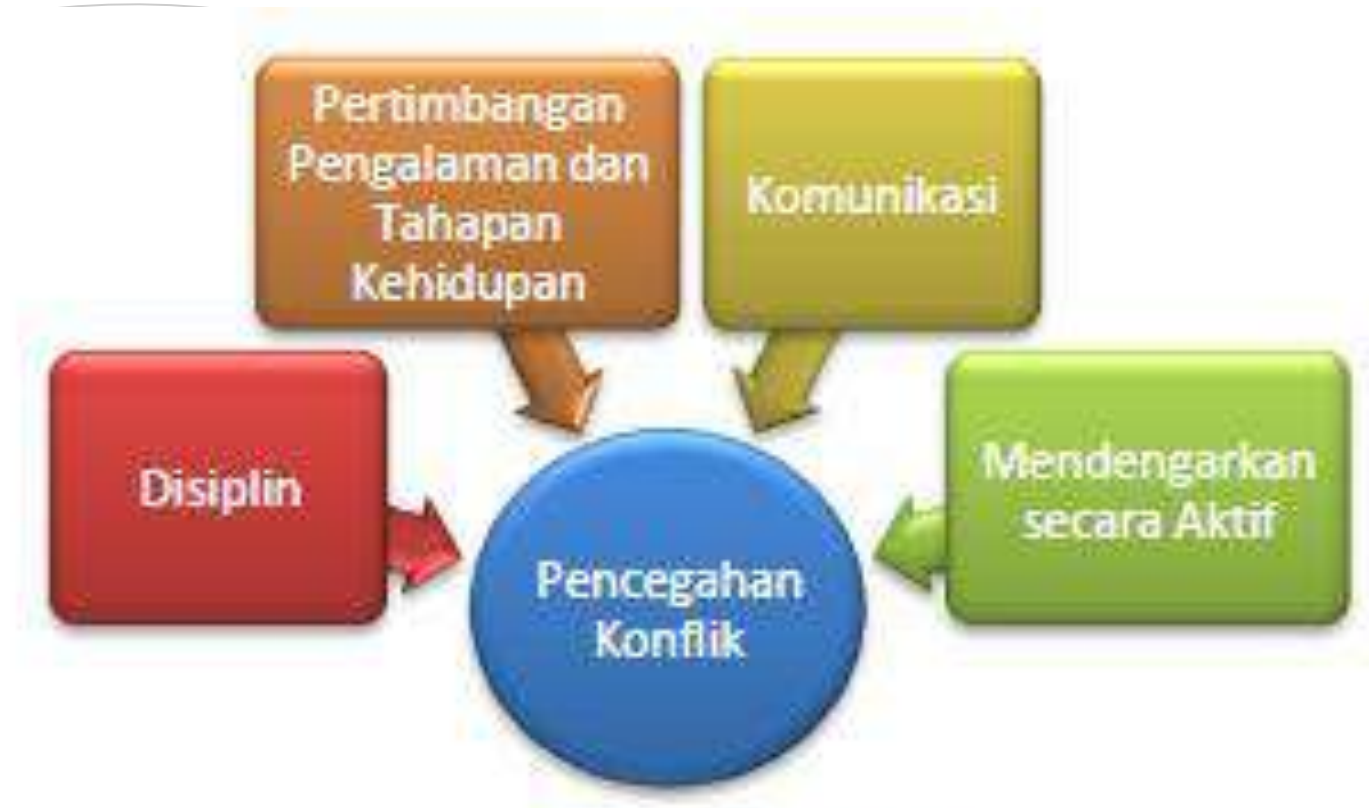 Pertimbangan
Pengalaman dan
Tahapan
Kehidupan
Komunikasi
Disiplin
Mendengarkan
secara Aktif
Pencegahan
Konflik